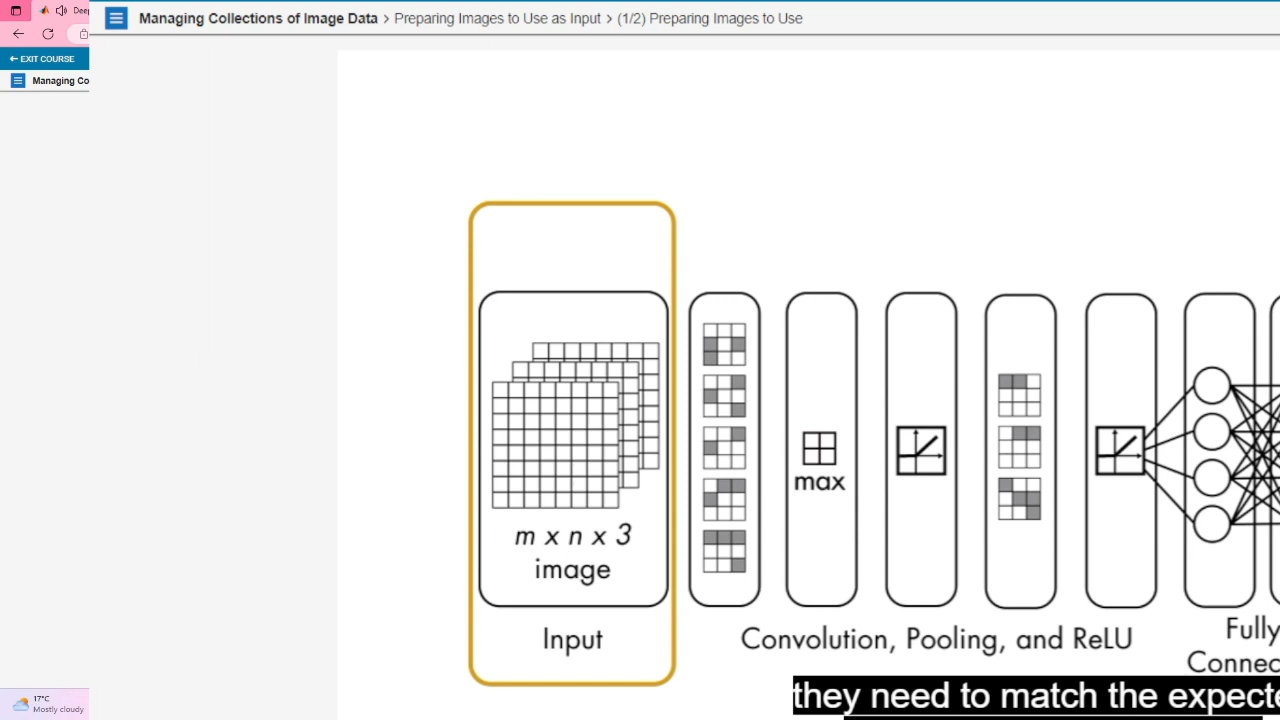 Managing Collections of Image Data > Preparing Images to Use as Input > (1/2) Preparing Images to Use
← EXIT COURSE
Managing Co
m x n x 3
image
max
Input
Convolution, Pooling, and ReLU
Fully
Connec
they need to match the expecte
17°C
Mostly cloudy